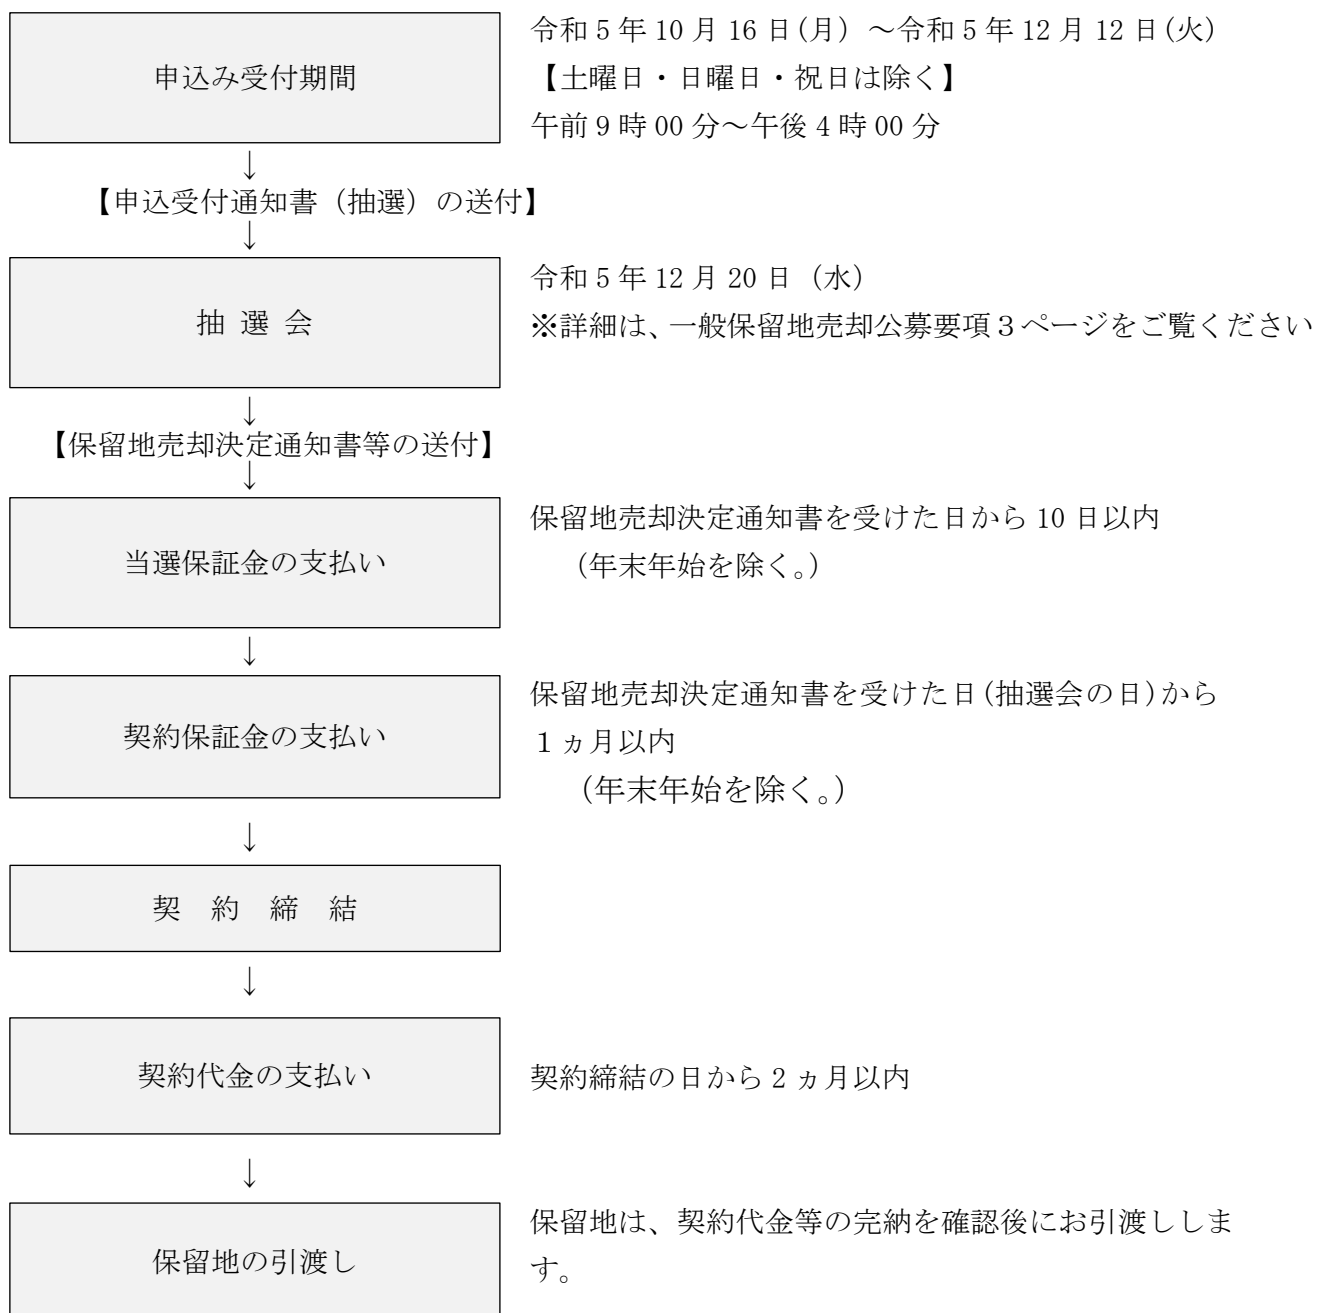 申込み受付期間
令和5年10月16日(月)～令和5年12月12日(火)
【土曜日・日曜日・祝日は除く】
午前9時00分～午後4時00分
↓
【申込受付通知書（抽選）の送付】
↓
抽 選 会
令和5年12月20日（水）
※詳細は、一般保留地売却公募要項３ページをご覧ください
↓
【保留地売却決定通知書等の送付】
↓
当選保証金の支払い
保留地売却決定通知書を受けた日から10日以内
（年末年始を除く。）
↓
契約保証金の支払い
保留地売却決定通知書を受けた日(抽選会の日)から
１ヵ月以内
（年末年始を除く。）
↓
契　約　締　結
↓
契約代金の支払い
契約締結の日から2ヵ月以内
↓
保留地の引渡し
保留地は、契約代金等の完納を確認後にお引渡ししま
す。